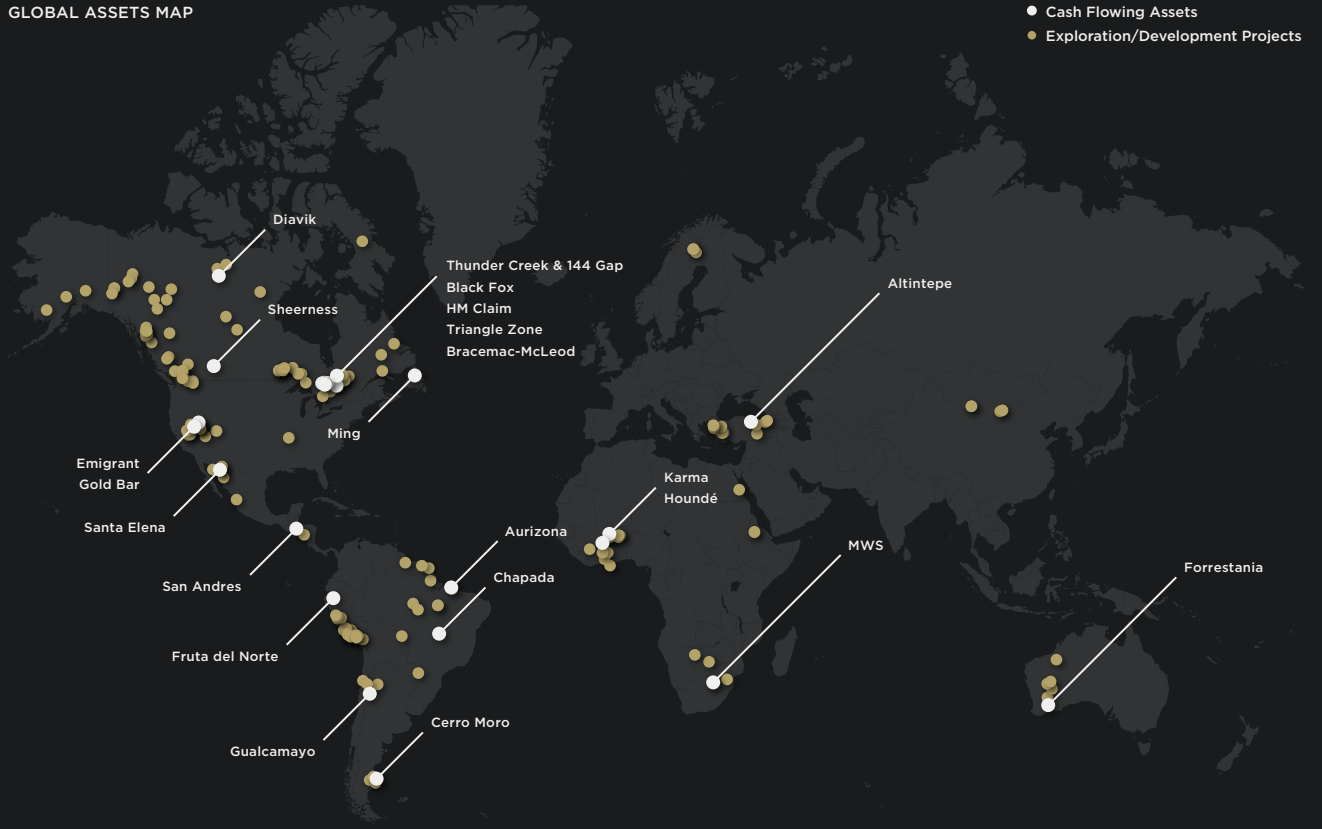 GLOBAL ASSETS MAP
Cash Flowing Assets
Exploration/Development Projects
Diavik
Thunder Creek & 144 Gap
Black Fox
HM Claim
Triangle Zone
Bracemac-McLeod
Sheerness
Altintepe
Ming
Emigrant
Gold Bar
Santa Elena
Karma
Houndé
San Andres
Aurizona
Chapada
MWS
Forrestania
Fruta del Norte
Gualcamayo
Cerro Moro